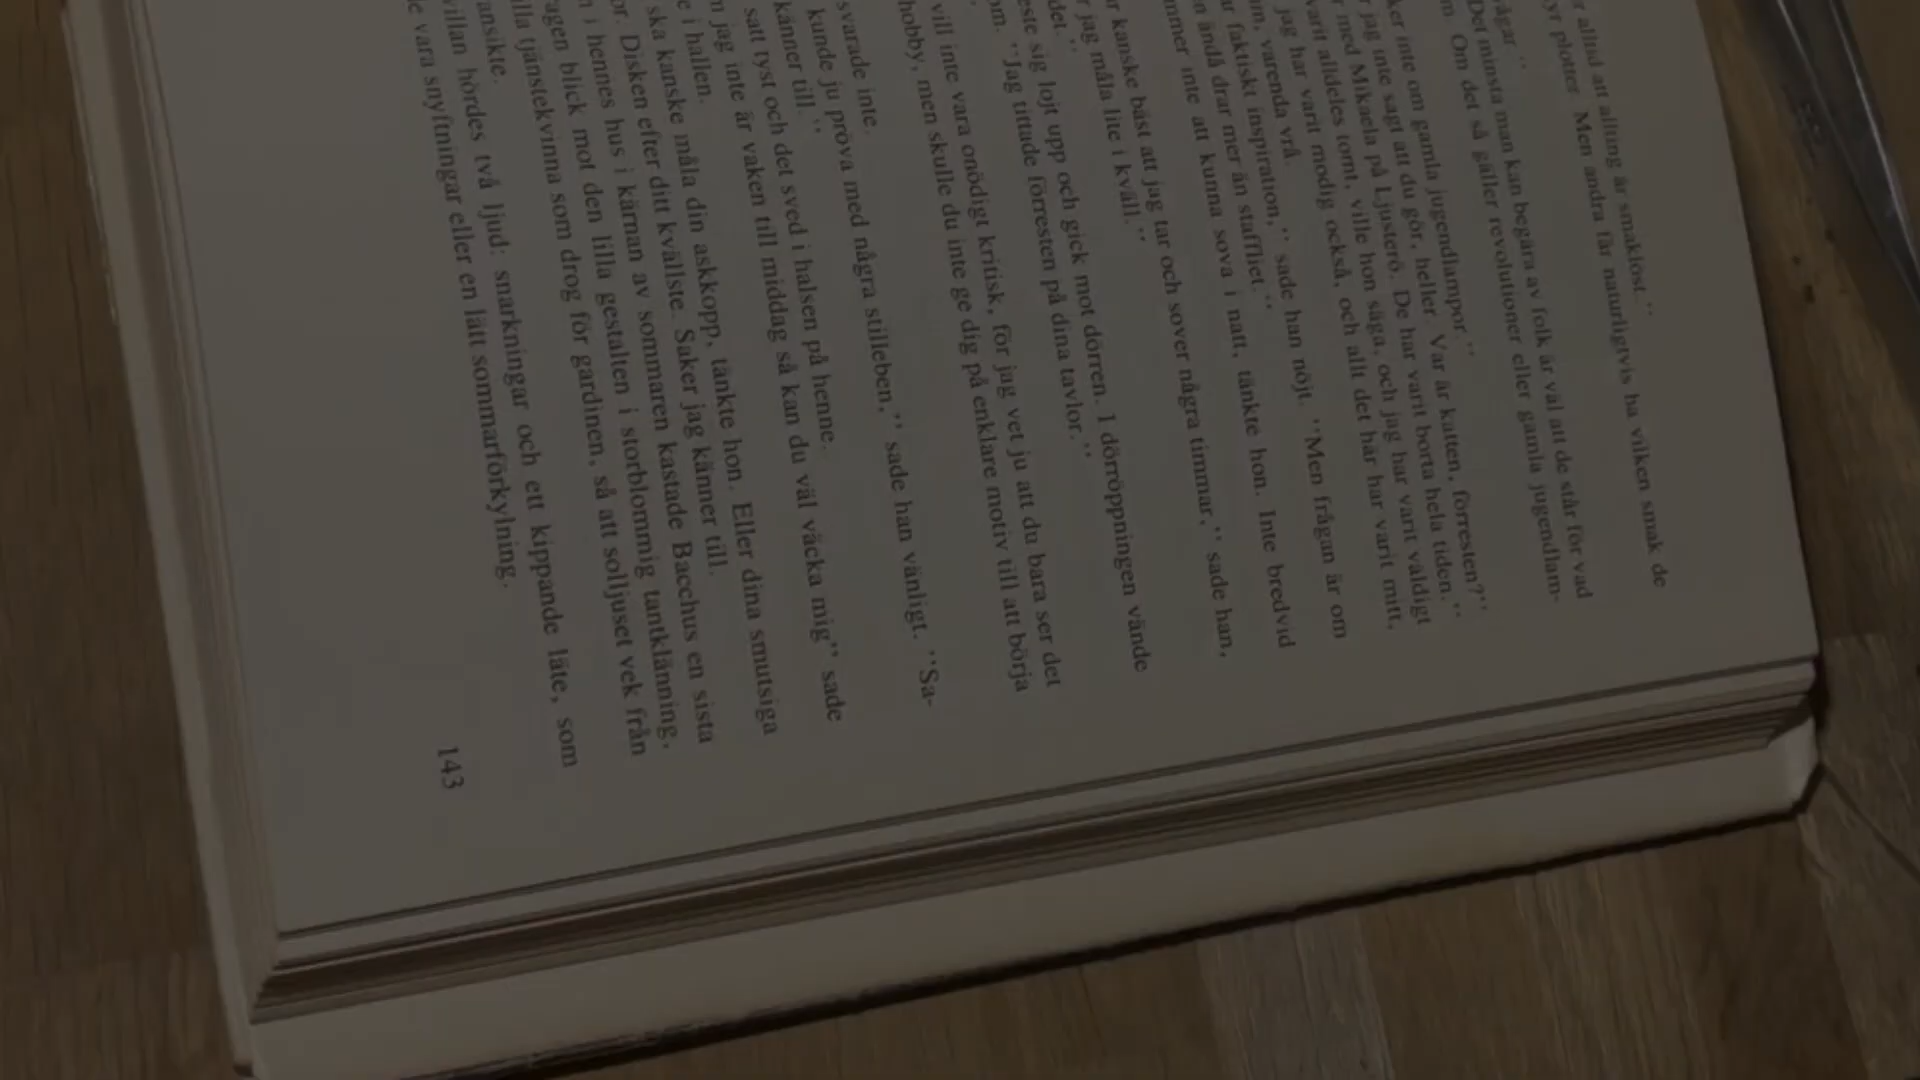 alltid att allting är smaklöst.''
plotter Men andra får naturligtvis ha vilken smak de
Det minsta man kan begära av folk är väl att de står för vad
Om det så gäller revolutioner eller gamla jugendlam-
inte om gamla jugendlampor.''
jag inte sagt att du gör, heller. Var är katten, förresten?''
med Mikaela på Ljusterö. De har varit borta hela tiden.''
varit alldeles tomt, ville hon säga, och jag har varit väldigt
jag har varit modig också, och allt det här har varit mitt,
varenda vrå.
faktiskt inspiration,'' sade han nöjt. ''Men frågan är om
ändå drar mer än staffliet.''
inte att kunna sova i natt, tänkte hon. Inte bredvid
kanske bäst att jag tar och sover några timmar,'' sade han,
jag måla lite i kväll.''
det.''
sig lojt upp och gick mot dörren. I dörröppningen vände
om. ''Jag tittade förresten på dina tavlor.''
vill inte vara onödigt kritisk, för jag vet ju att du bara ser det
hobby, men skulle du inte ge dig på enklare motiv till att börja
svarade inte.
kunde ju pröva med några stilleben,'' sade han vänligt. ''Sa-
känner till.''
satt tyst och det sved i halsen på henne.
jag inte är vaken till middag så kan du väl väcka mig'' sade
i hallen.
ska kanske måla din askkopp, tänkte hon. Eller dina smutsiga
Disken efter ditt kvällste. Saker jag känner till.
i hennes hus i kärnan av sommaren kastade Bacchus en sista
blick mot den lilla gestalten i storblommig tantklänning,
tjänstekvinna som drog för gardinen, så att solljuset vek från
ansikte.
villan hördes två ljud: snarkningar och ett kippande läte, som
vara snyftningar eller en lätt sommarförkylning.
143